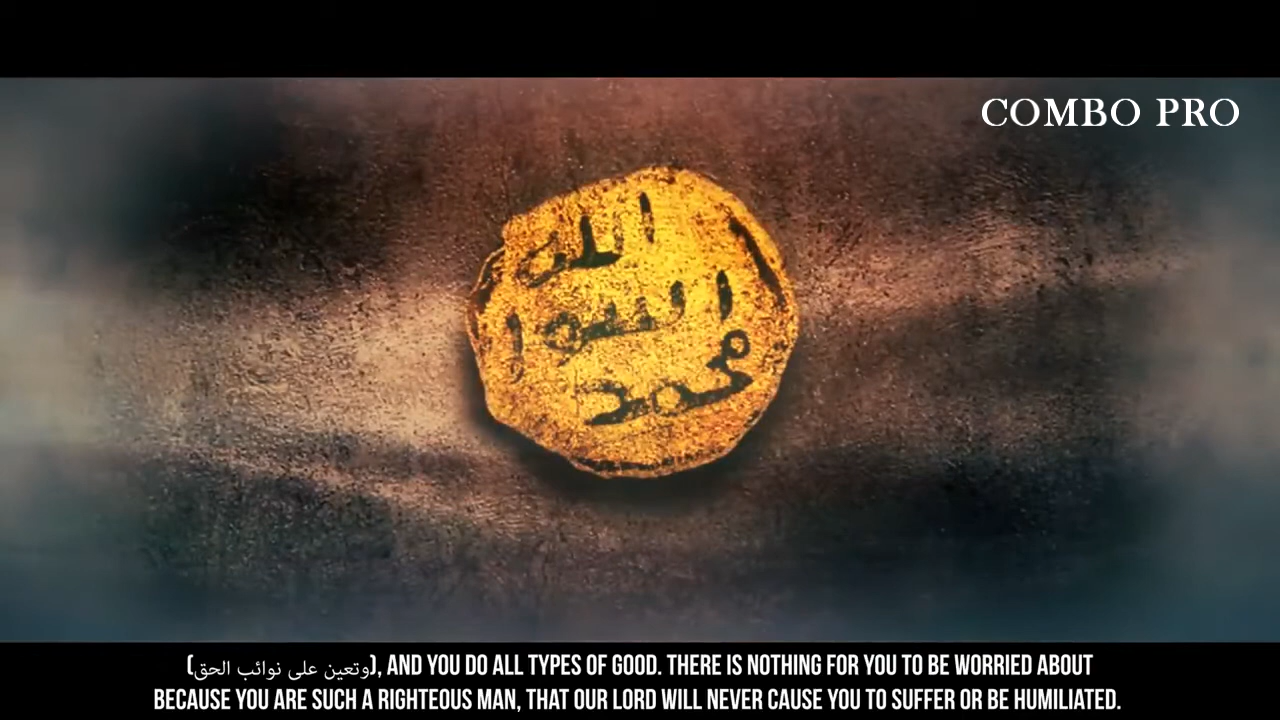 COMBO PRO
الله
رسول
محمد
(وتعين على نوائب الحق), AND YOU DO ALL TYPES OF GOOD. THERE IS NOTHING FOR YOU TO BE WORRIED ABOUT
BECAUSE YOU ARE SUCH A RIGHTEOUS MAN, THAT OUR LORD WILL NEVER CAUSE YOU TO SUFFER OR BE HUMILIATED.